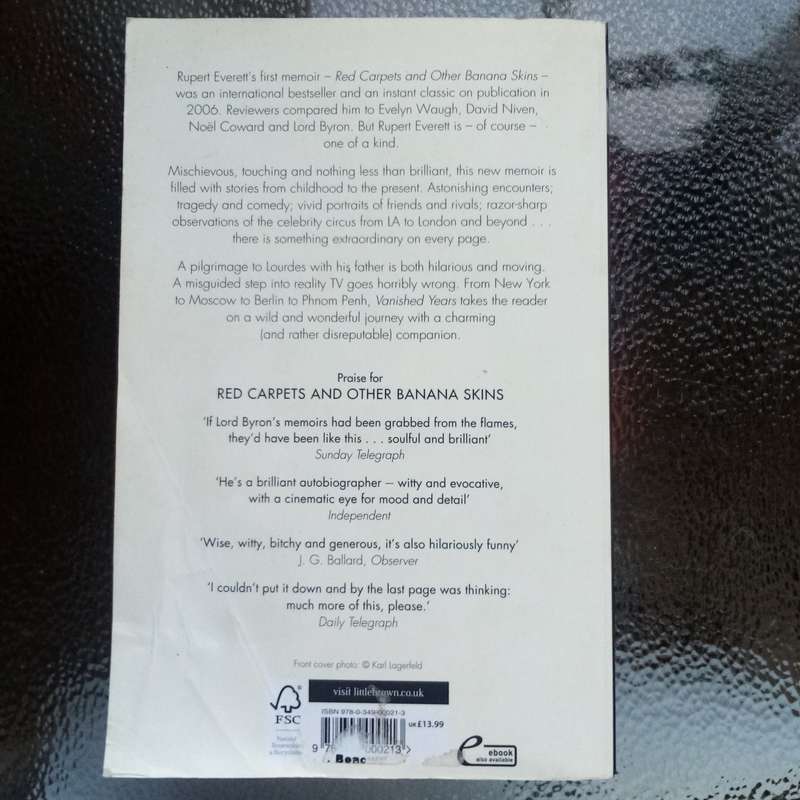 Rupert Everett's first memoir – Red Carpets and Other Banana Skins –
was an international bestseller and an instant classic on publication in
2006. Reviewers compared him to Evelyn Waugh, David Niven,
Noël Coward and Lord Byron. But Rupert Everett is – of course –
one of a kind.
Mischievous, touching and nothing less than brilliant, this new memoir is
filled with stories from childhood to the present. Astonishing encounters;
tragedy and comedy; vivid portraits of friends and rivals; razor-sharp
observations of the celebrity circus from LA to London and beyond . . .
there is something extraordinary on every page.
A pilgrimage to Lourdes with his father is both hilarious and moving.
A misguided step into reality TV goes horribly wrong. From New York
to Moscow to Berlin to Phnom Penh, Vanished Years takes the reader
on a wild and wonderful journey with a charming
(and rather disreputable) companion.
Praise for
RED CARPETS AND OTHER BANANA SKINS
'If Lord Byron's memoirs had been grabbed from the flames,
they'd have been like this . . . soulful and brilliant'
Sunday Telegraph
'He's a brilliant autobiographer – witty and evocative,
with a cinematic eye for mood and detail'
Independent
'Wise, witty, bitchy and generous, it's also hilariously funny'
J. G. Ballard, Observer
'I couldn't put it down and by the last page was thinking:
much more of this, please.'
Daily Telegraph
Front cover photo: © Karl Lagerfeld
visit littlebrown.co.uk
FSC
ISBN 978-0-349-00021-3
UK £13.99
9 78 000213 >
ebook
also available